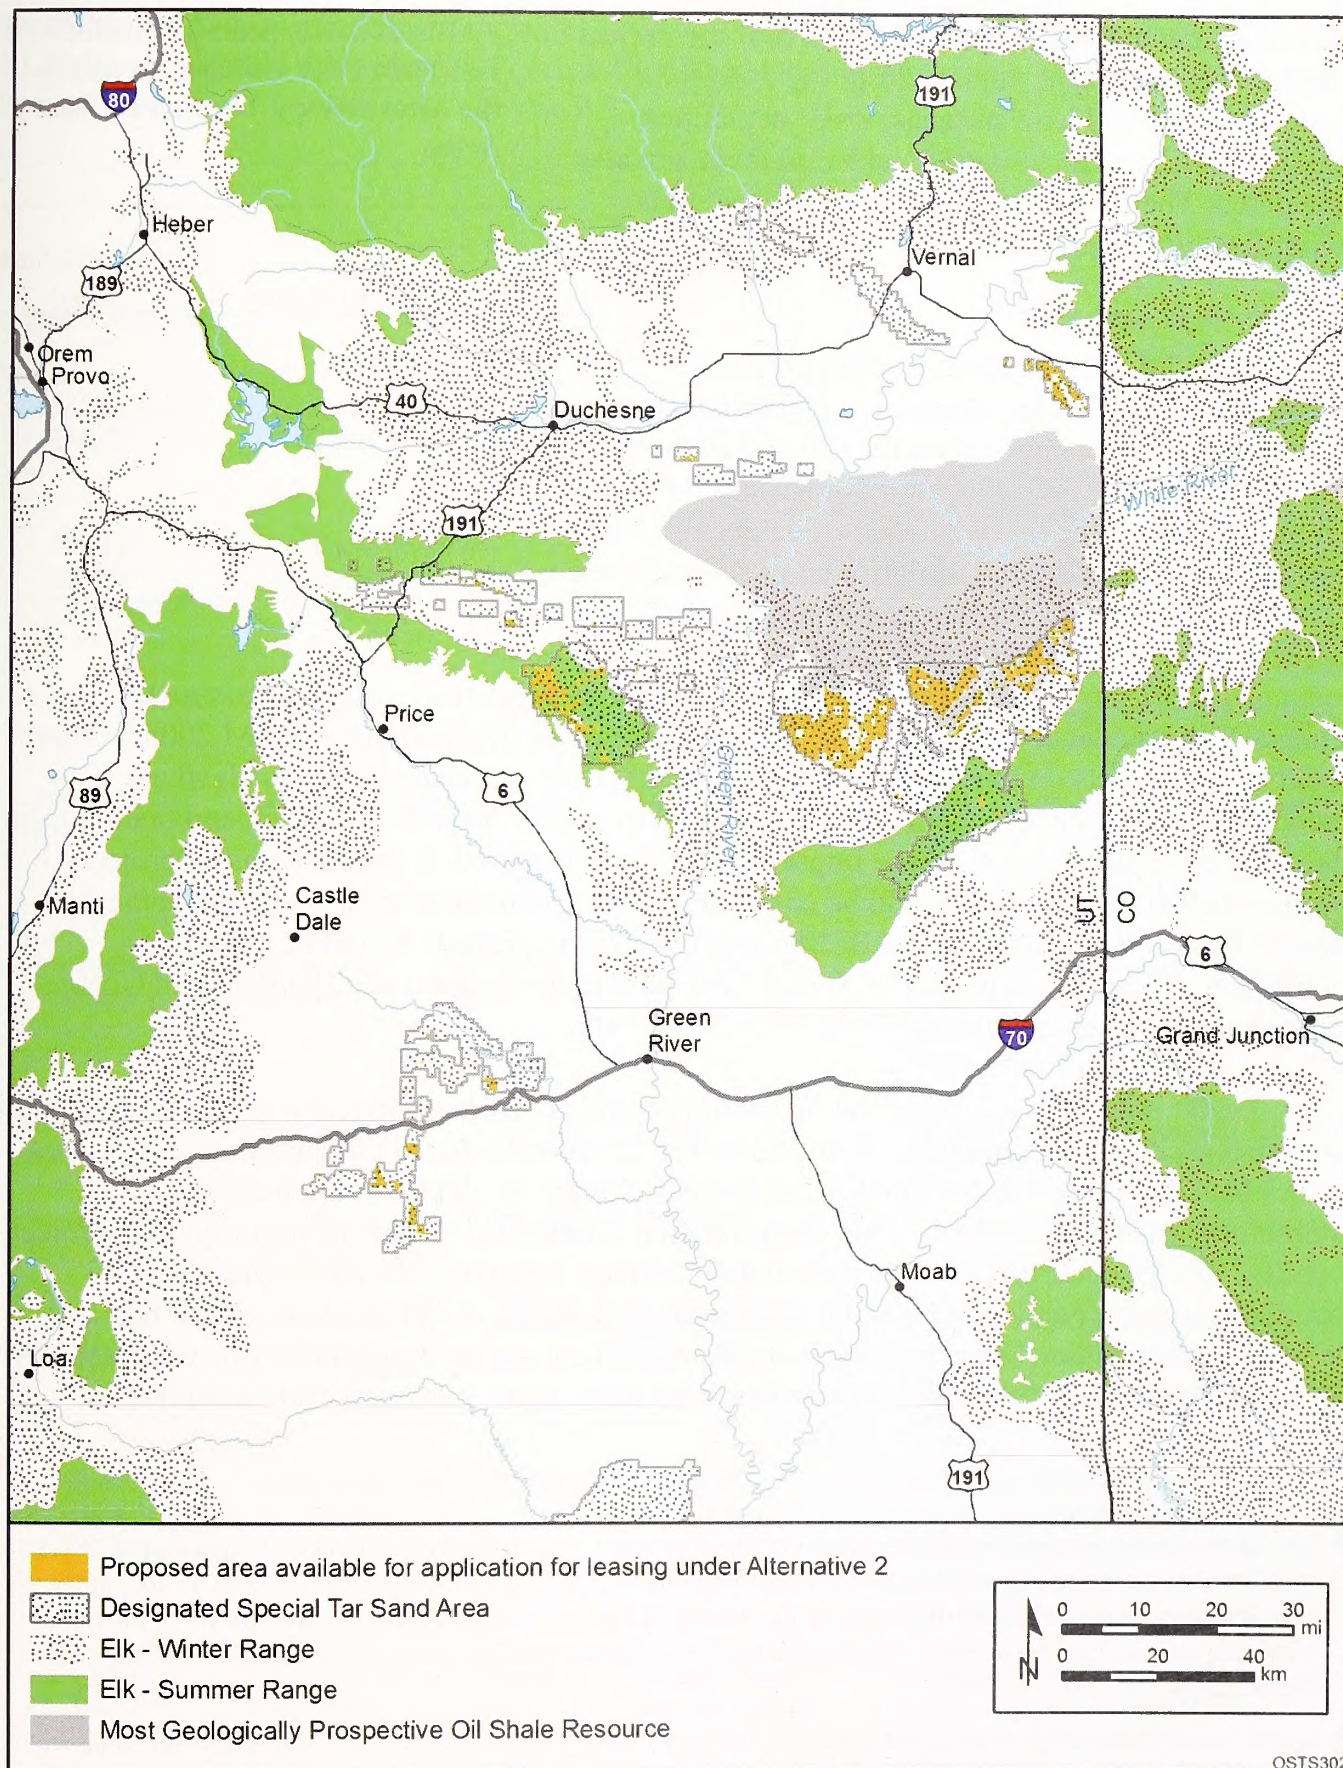 80
191
Heber
Vernal
189
Orem
Provo
40
Duchesne
White River
191
Price
89
6
Green River
Castle
Dale
Manti
UT
CO
6
Green
River
70
Grand Junction
Moab
Loa
191
Proposed area available for application for leasing under Alternative 2
Designated Special Tar Sand Area
Elk - Winter Range
Elk - Summer Range
Most Geologically Prospective Oil Shale Resource
0 10 20 30
mi
0 20 40
km
N
OSTS302